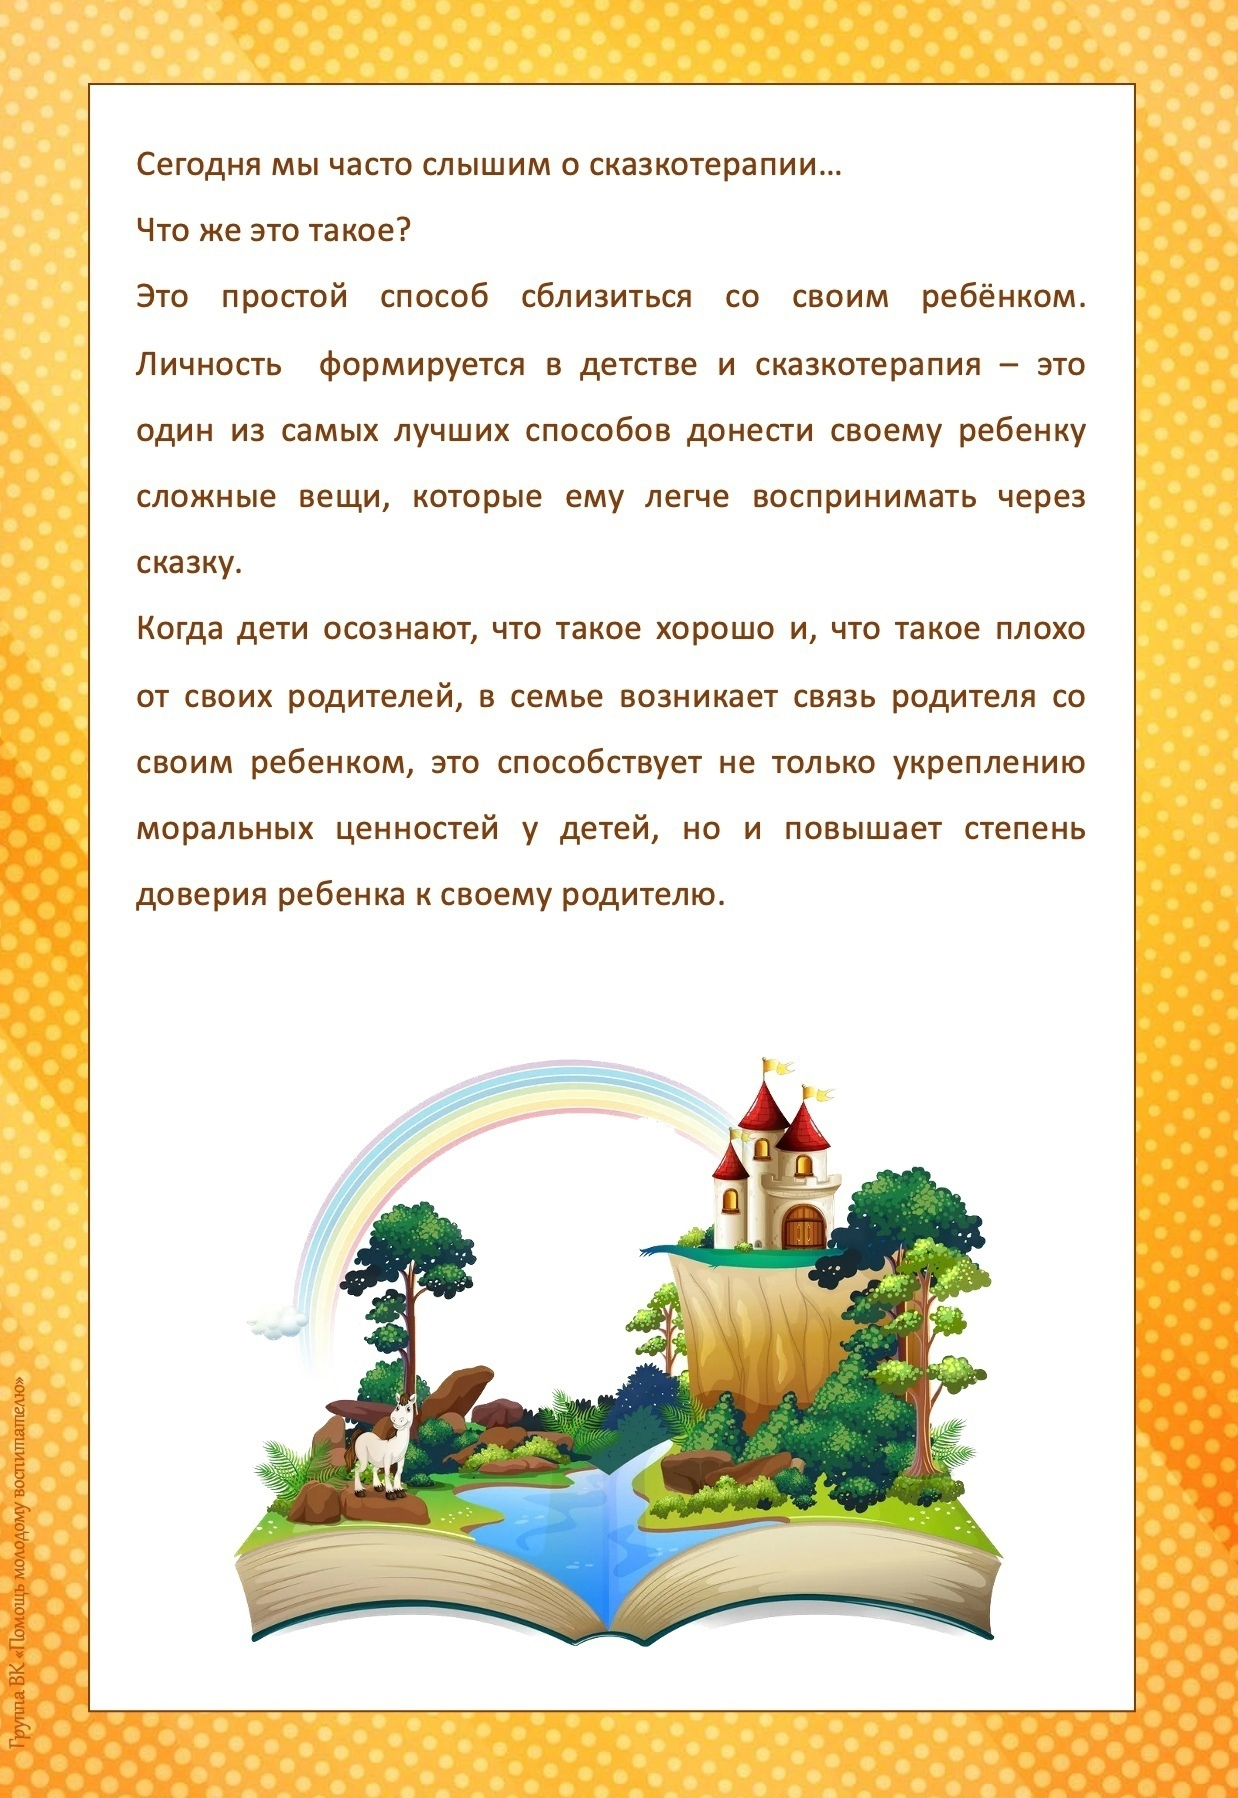 Сегодня мы часто слышим о сказкотерапии...
Что же это такое?
Это простой способ сблизиться со своим ребёнком.
Личность формируется в детстве и сказкотерапия – это
один из самых лучших способов донести своему ребенку
сложные вещи, которые ему легче воспринимать через
сказку.
Когда дети осознают, что такое хорошо и, что такое плохо
от своих родителей, в семье возникает связь родителя со
своим ребенком, это способствует не только укреплению
моральных ценностей у детей, но и повышает степень
доверия ребенка к своему родителю.
Группа ВК «Помощь молодому воспитателю»